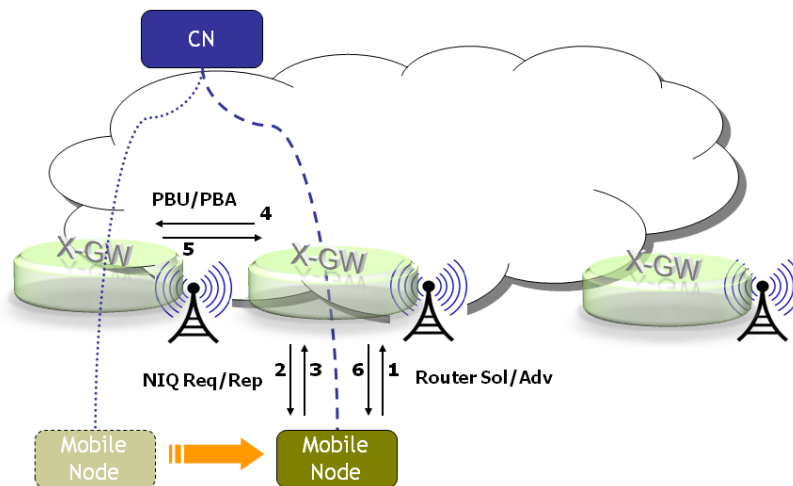 CN
PBU/PBA
4
5
X-GW
X-GW
X-GW
NIQ Req/Rep
2
3
6
1
Router Sol/Adv
Mobile
Node
Mobile
Node